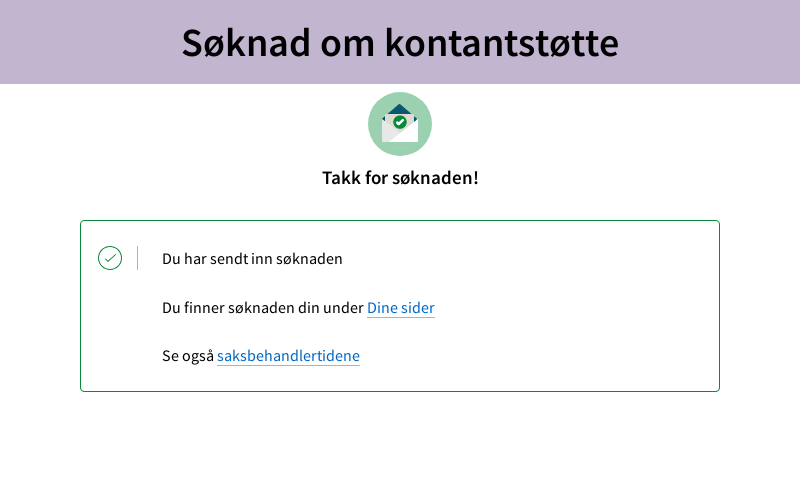 Søknad om kontantstøtte
Takk for søknaden!
Du har sendt inn søknaden
Du finner søknaden din under Dine sider
Se også saksbehandlertidene